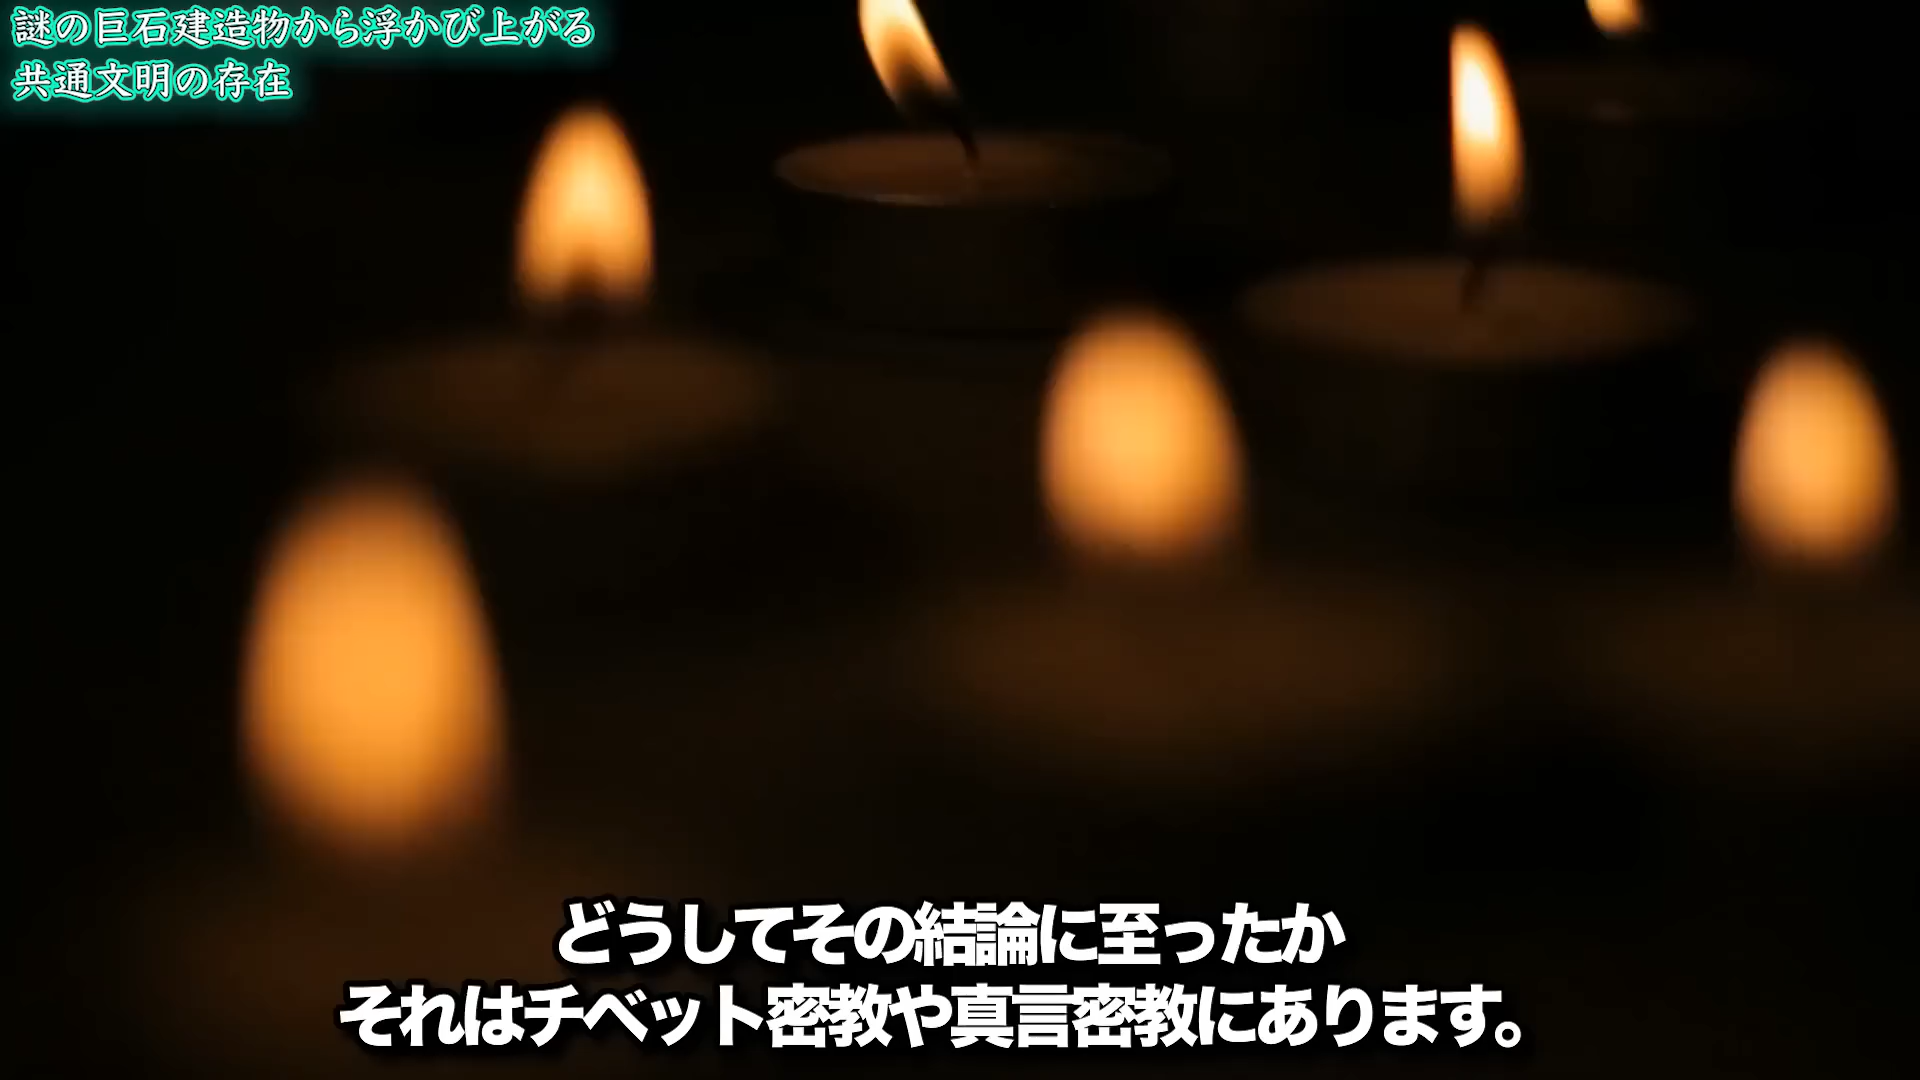 謎の巨石建造物から浮かび上がる
共通文明の存在
どうしてその結論に至ったか
それはチベット密教や真言密教にあります。